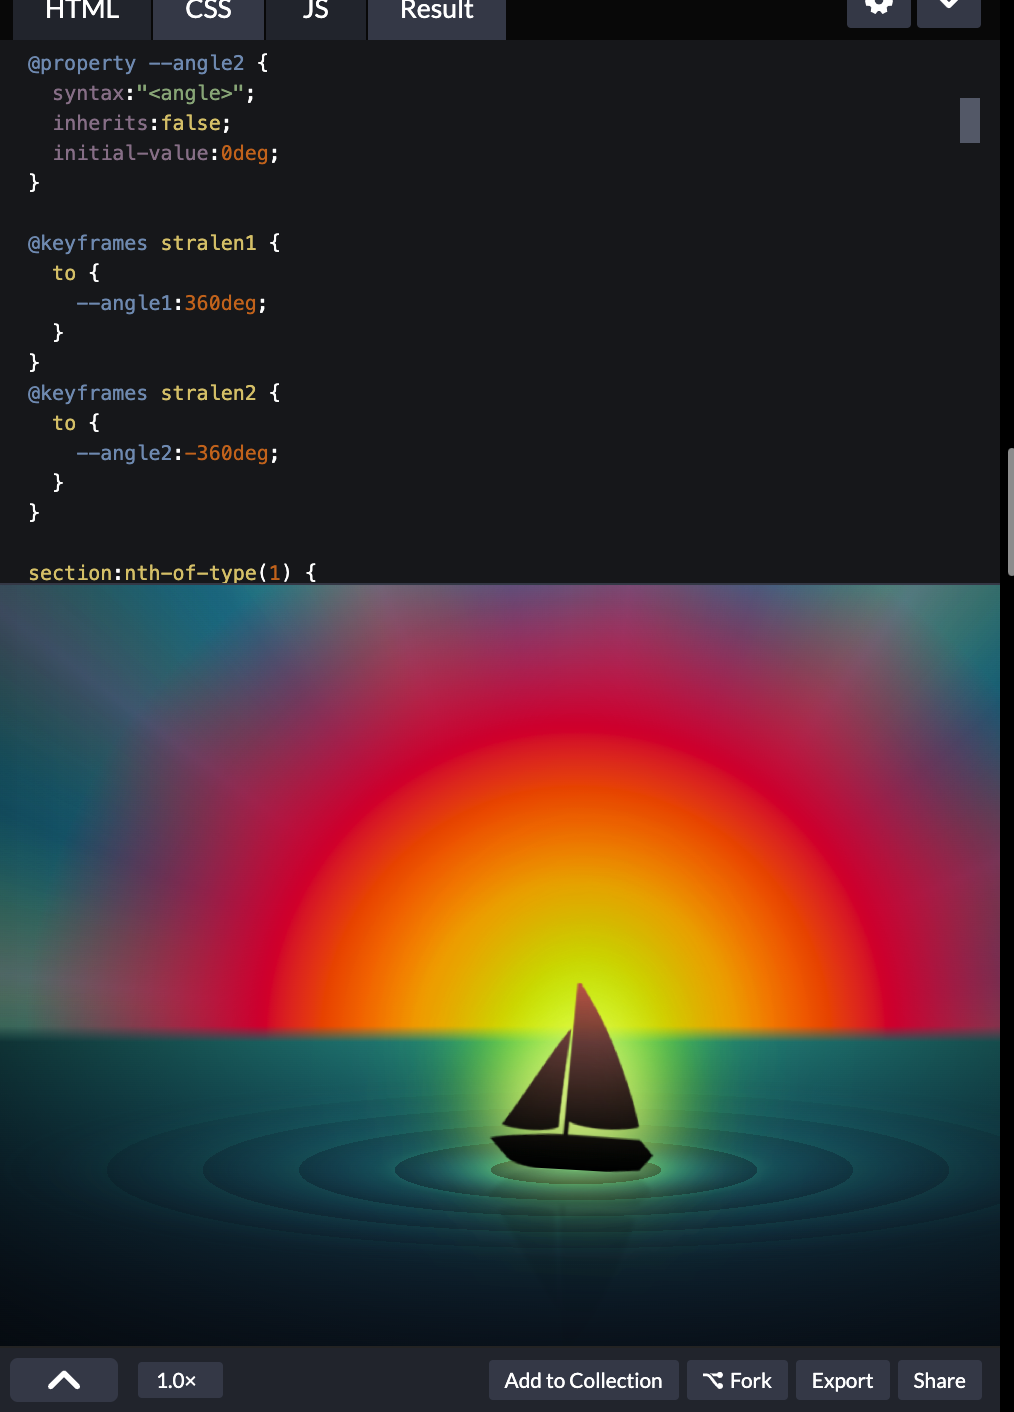 HTML CSS JS Result
@property --angle2 {
syntax:"<angle>";
inherits:false;
initial-value:0deg;
}
@keyframes stralen1 {
to {
--angle1:360deg;
}
}
@keyframes stralen2 {
to {
--angle2:-360deg;
}
}
section:nth-of-type(1) {
1.0× Add to Collection Fork Export Share